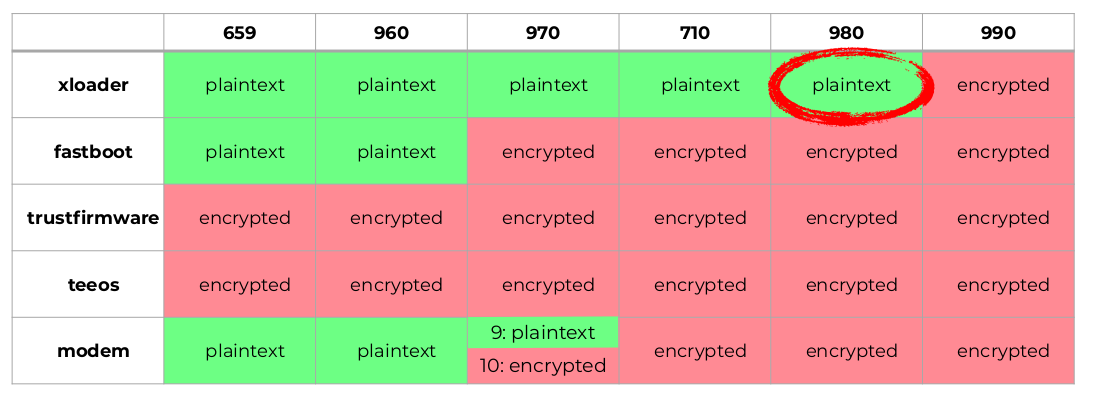 659 960 970 710 980 990
xloader plaintext plaintext plaintext plaintext plaintext encrypted
fastboot plaintext plaintext encrypted encrypted encrypted encrypted
trustfirmware encrypted encrypted encrypted encrypted encrypted encrypted
teeos encrypted encrypted encrypted encrypted encrypted encrypted
modem plaintext plaintext 9: plaintext encrypted encrypted encrypted
10: encrypted